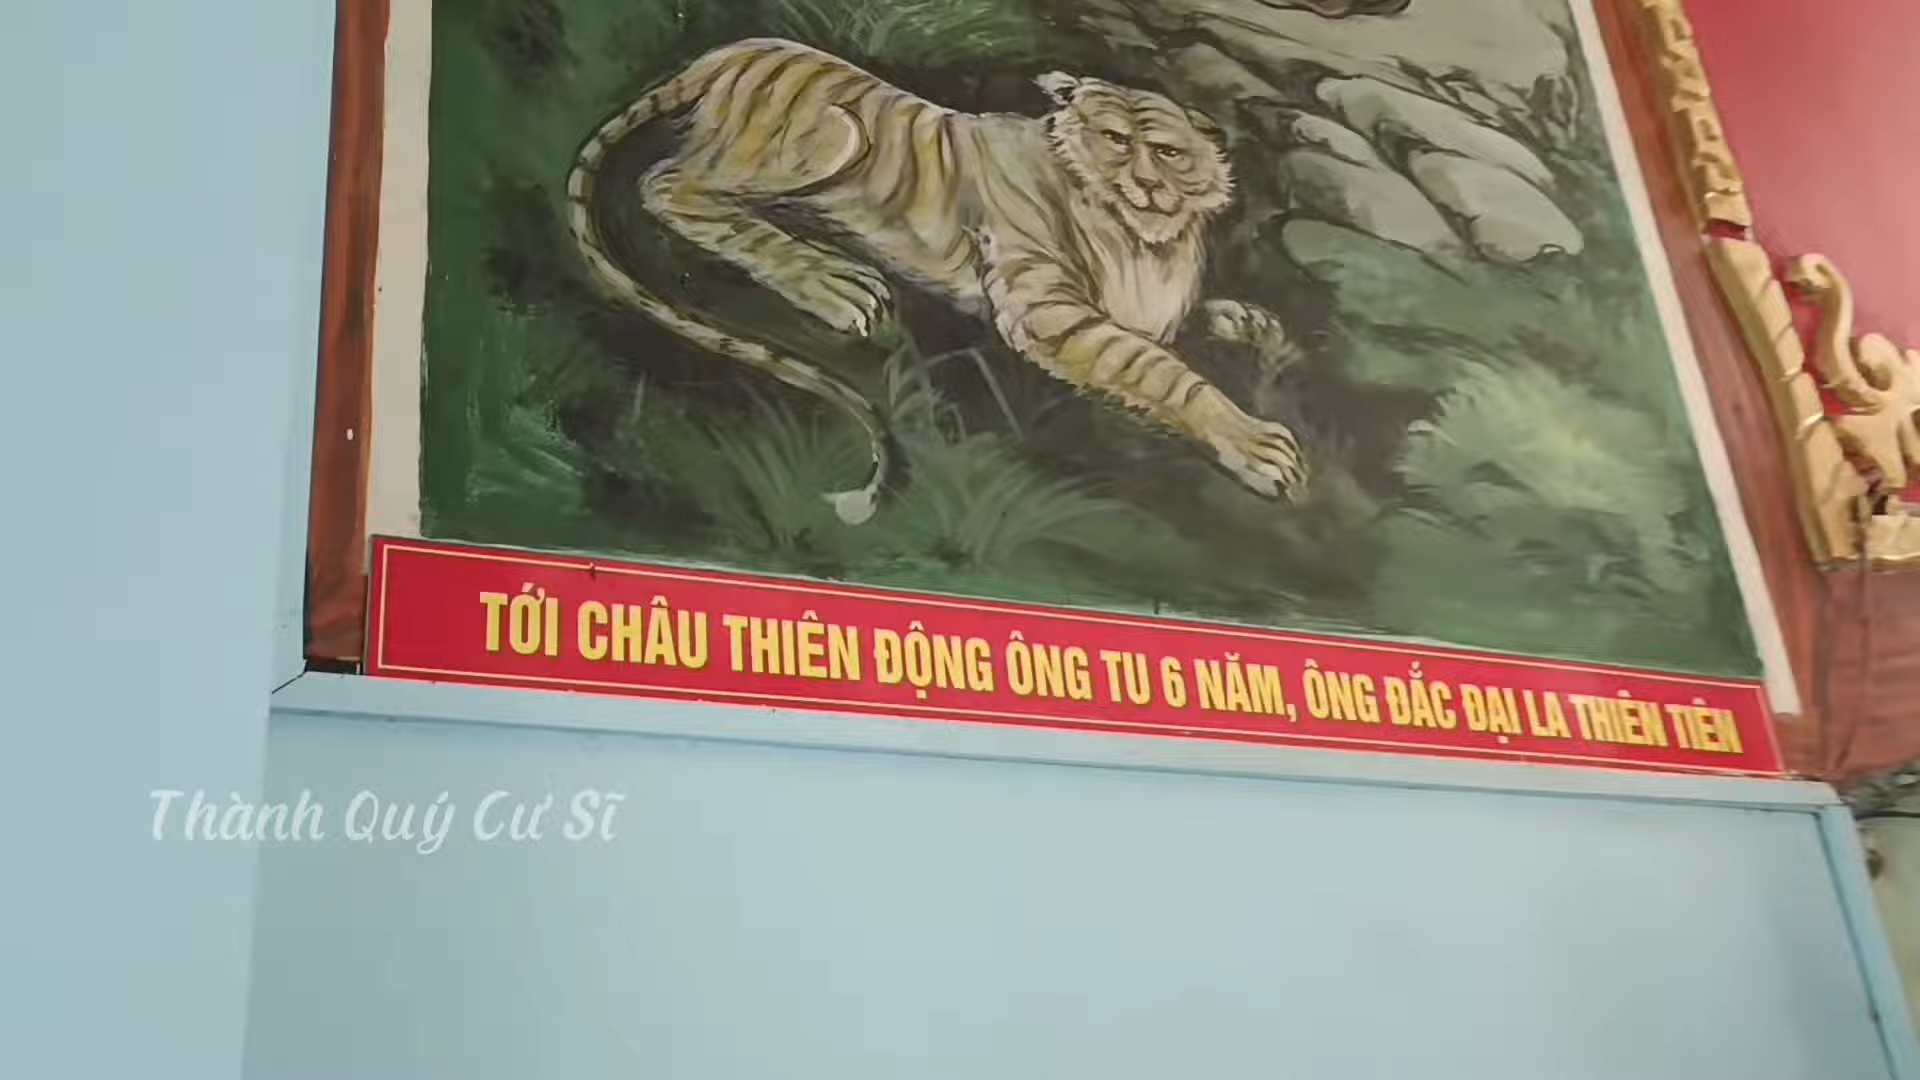 TỚI CHÂU THIÊN ĐỘNG ÔNG TU 6 NĂM, ÔNG ĐẮC ĐẠI LA THIÊN TIÊN
Thành Quý Cư Sĩ